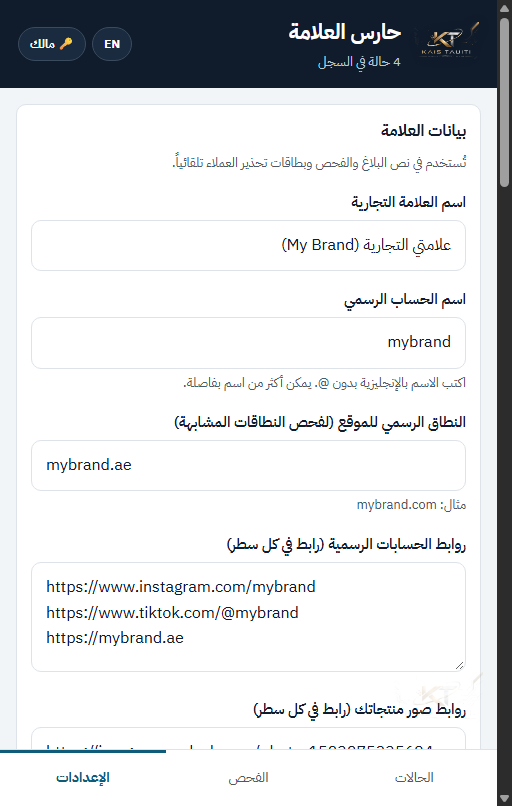 حارس العلامة
4 حالة في السجل
KT
KAIS TAUITI
EN
🔑 مالك
بيانات العلامة
تُستخدم في نص البلاغ والفحص وبطاقات تحذير العملاء تلقائياً.
اسم العلامة التجارية
علامتي التجارية (My Brand)
اسم الحساب الرسمي
mybrand
اكتب الاسم بالإنجليزية بدون @. يمكن أكثر من اسم بفاصلة.
النطاق الرسمي للموقع (لفحص النطاقات المشابهة)
mybrand.ae
مثال: mybrand.com
روابط الحسابات الرسمية (رابط في كل سطر)
https://www.instagram.com/mybrand
https://www.tiktok.com/@mybrand
https://mybrand.ae
روابط صور منتجاتك (رابط في كل سطر)
الحالات
الفحص
الإعدادات